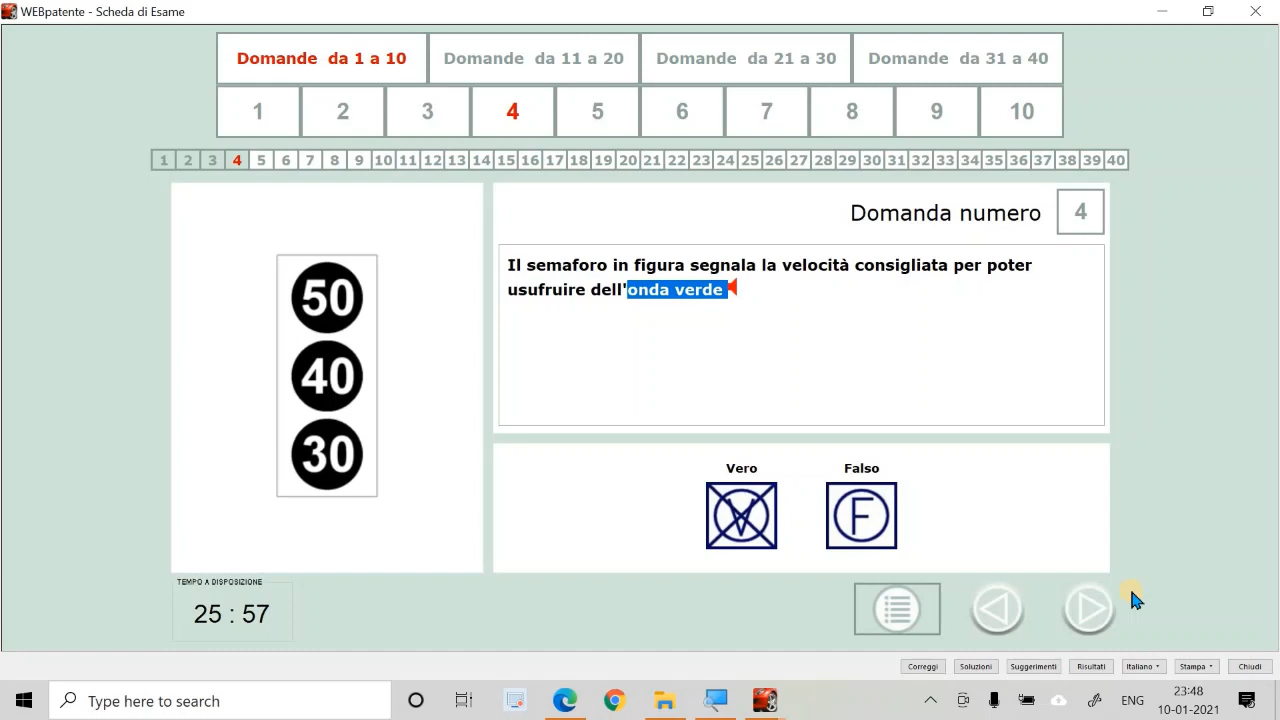 WEBpatente - Scheda di Esame
Domande da 1 a 10
Domande da 11 a 20
Domande da 21 a 30
Domande da 31 a 40
1 2 3 4 5 6 7 8 9 10
1 2 3 4 5 6 7 8 9 10 11 12 13 14 15 16 17 18 19 20 21 22 23 24 25 26 27 28 29 30 31 32 33 34 35 36 37 38 39 40
50
40
30
Domanda numero 4
Il semaforo in figura segnala la velocità consigliata per poter
usufruire dell'onda verde
Vero
Falso
V
F
TEMPO A DISPOSIZIONE
25 : 57
Correggi
Soluzioni
Suggerimenti
Risultati
Italiano
Stampa
Chiudi
Type here to search
ENG
23:48
10-01-2021